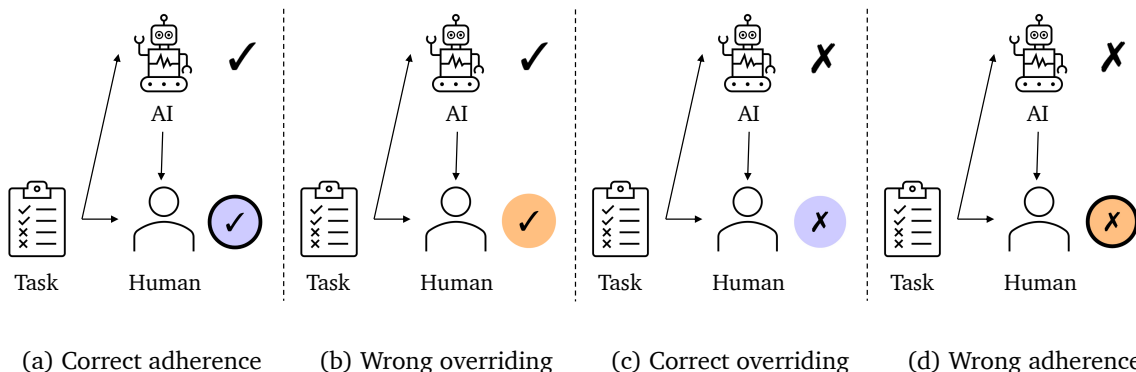 AI
Task
Human
(a) Correct adherence
AI
Task
Human
(b) Wrong overriding
AI
Task
Human
(c) Correct overriding
AI
Task
Human
(d) Wrong adherence